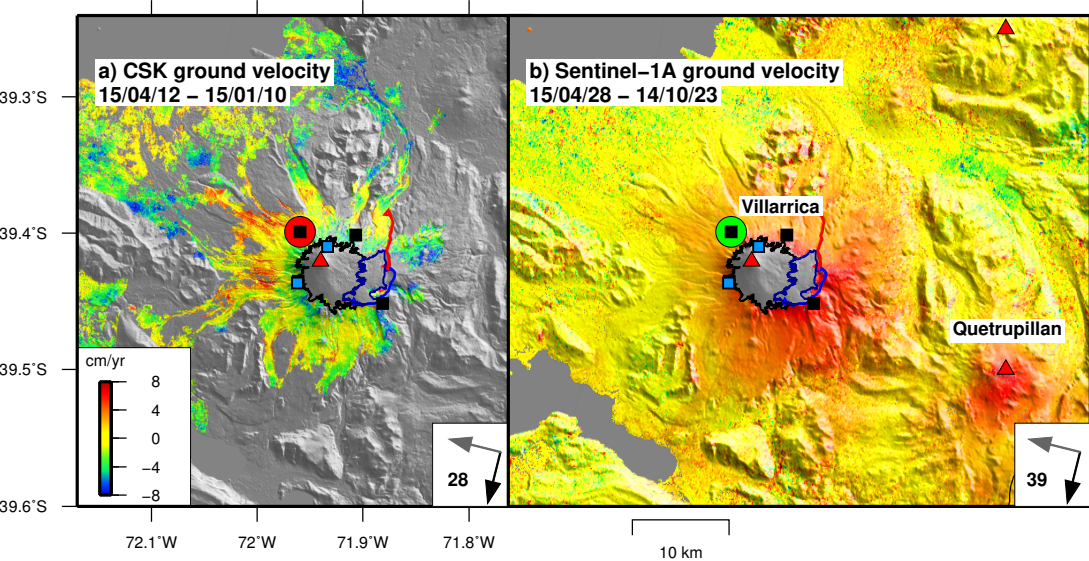 a) CSK ground velocity
15/04/12 − 15/01/10
b) Sentinel−1A ground velocity
15/04/28 − 14/10/23
39.3˚S
39.4˚S
39.5˚S
39.6˚S
Villarrica
Quetrupillan
cm/yr
8
4
0
−4
−8
28
39
72.1˚W
72˚W
71.9˚W
71.8˚W
10 km